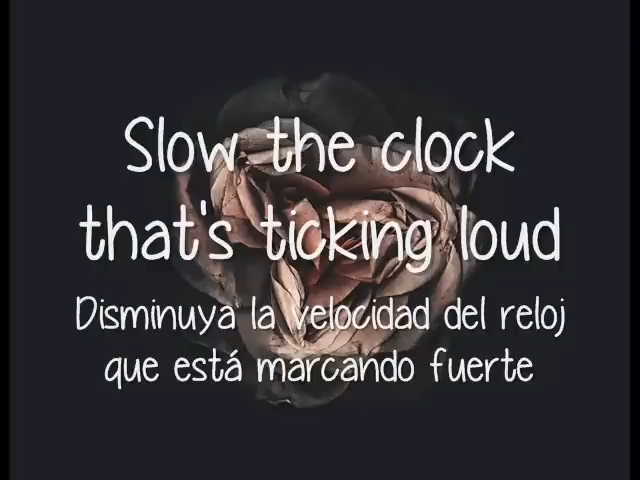 Slow the clock
that's ticking loud
Disminuya la velocidad del reloj
que está marcando fuerte